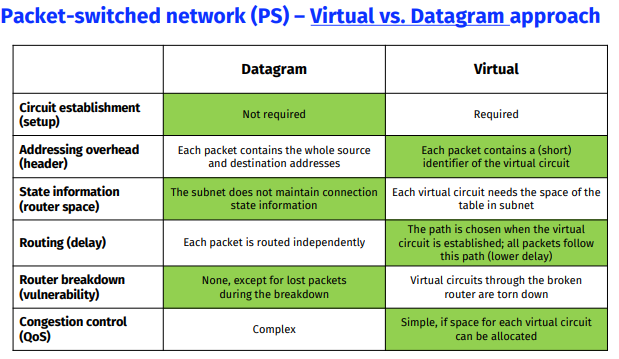 Packet-switched network (PS) – Virtual vs. Datagram approach
Datagram
Virtual
Circuit establishment
(setup)
Not required
Required
Addressing overhead
(header)
Each packet contains the whole source
and destination addresses
Each packet contains a (short)
identifier of the virtual circuit
State information
(router space)
The subnet does not maintain connection
state information
Each virtual circuit needs the space of the
table in subnet
Routing (delay)
Each packet is routed independently
The path is chosen when the virtual
circuit is established; all packets follow
this path (lower delay)
Router breakdown
(vulnerability)
None, except for lost packets
during the breakdown
Virtual circuits through the broken
router are torn down
Congestion control
(QoS)
Complex
Simple, if space for each virtual circuit
can be allocated